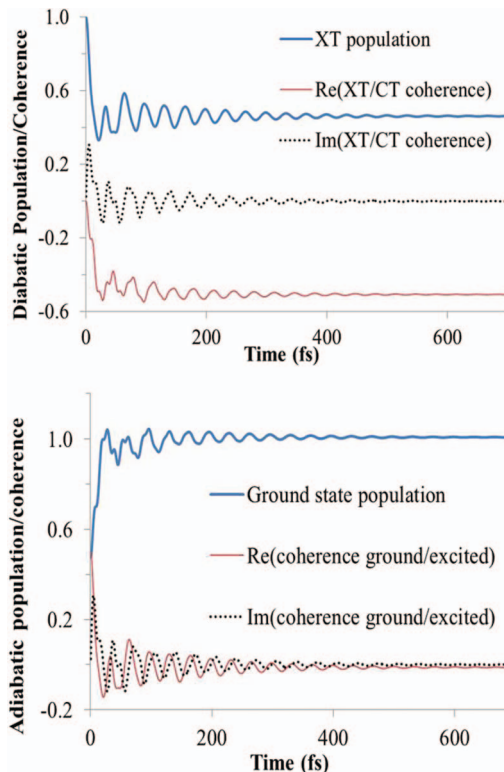 1.0
XT population
0.6
Re(XT/CT coherence)
0.2
Im(XT/CT coherence)
-0.2
-0.6
0
200
400
600
Time (fs)
Diabatic Population/Coherence
1.0
Ground state population
0.6
Re(coherence ground/excited)
0.2
Im(coherence ground/excited)
-0.2
0
200
400
600
Time (fs)
Adiabatic population/coherence